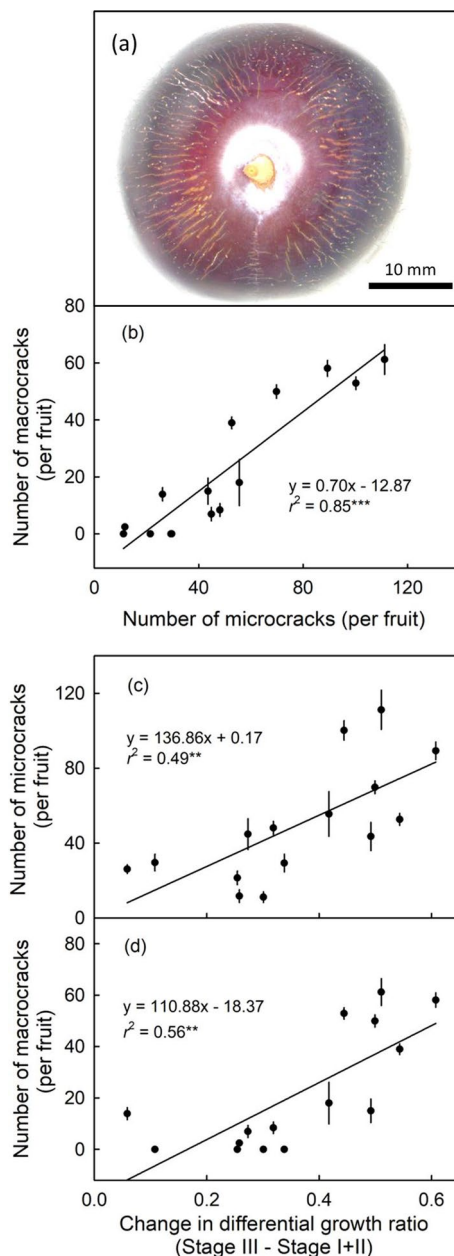 (a)
10 mm
80
60
40
20
0
Number of macrocracks
(per fruit)
(b)
y = 0.70x - 12.87
r² = 0.85***
0
40
80
120
Number of microcracks (per fruit)
120
80
40
0
Number of microcracks
(per fruit)
(c)
y = 136.86x + 0.17
r² = 0.49**
80
60
40
20
0
Number of macrocracks
(per fruit)
(d)
y = 110.88x - 18.37
r² = 0.56**
0.0
0.2
0.4
0.6
Change in differential growth ratio
(Stage III - Stage I+II)